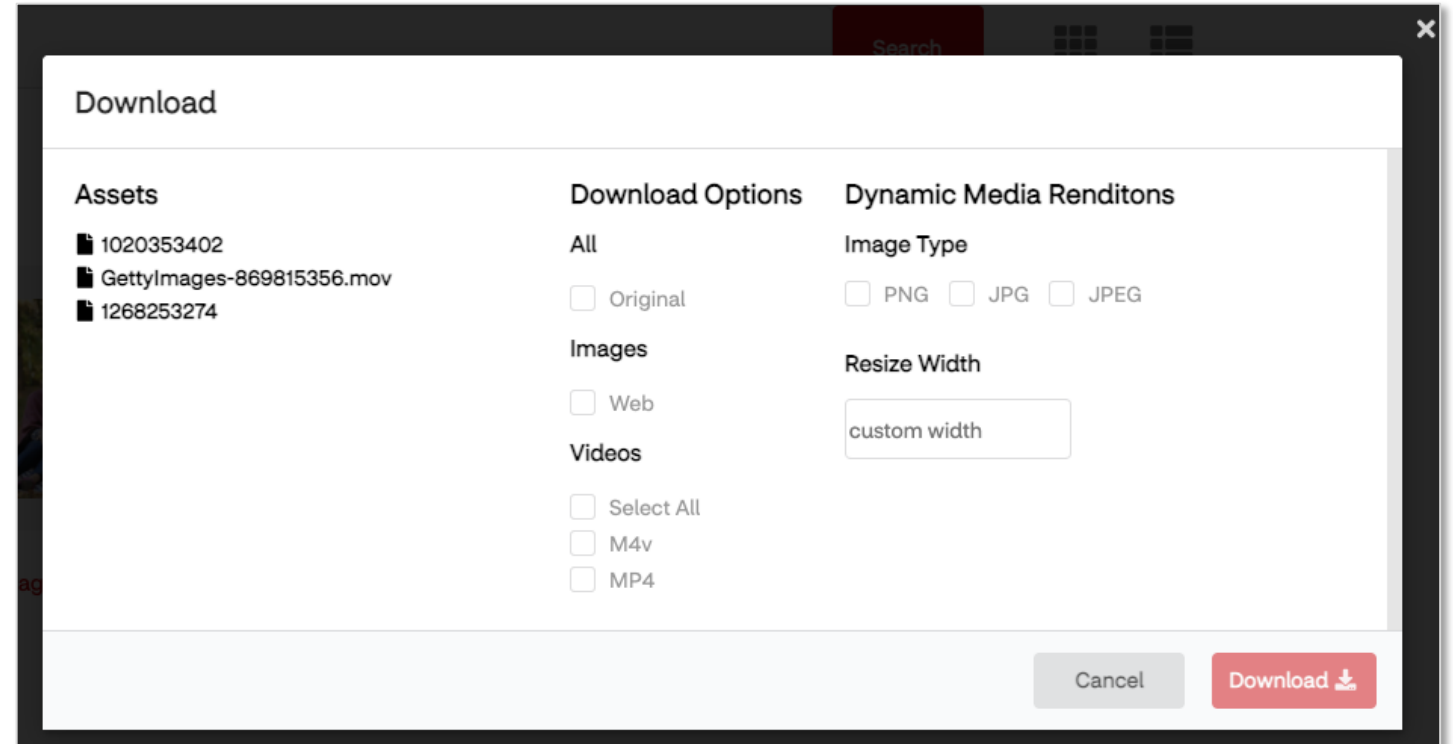 Search
Download
Assets
1020353402
GettyImages-869815356.mov
1268253274
Download Options
All
Original
Images
Web
Videos
Select All
M4v
MP4
Dynamic Media Renditons
Image Type
PNG JPG JPEG
Resize Width
custom width
ag
Cancel
Download